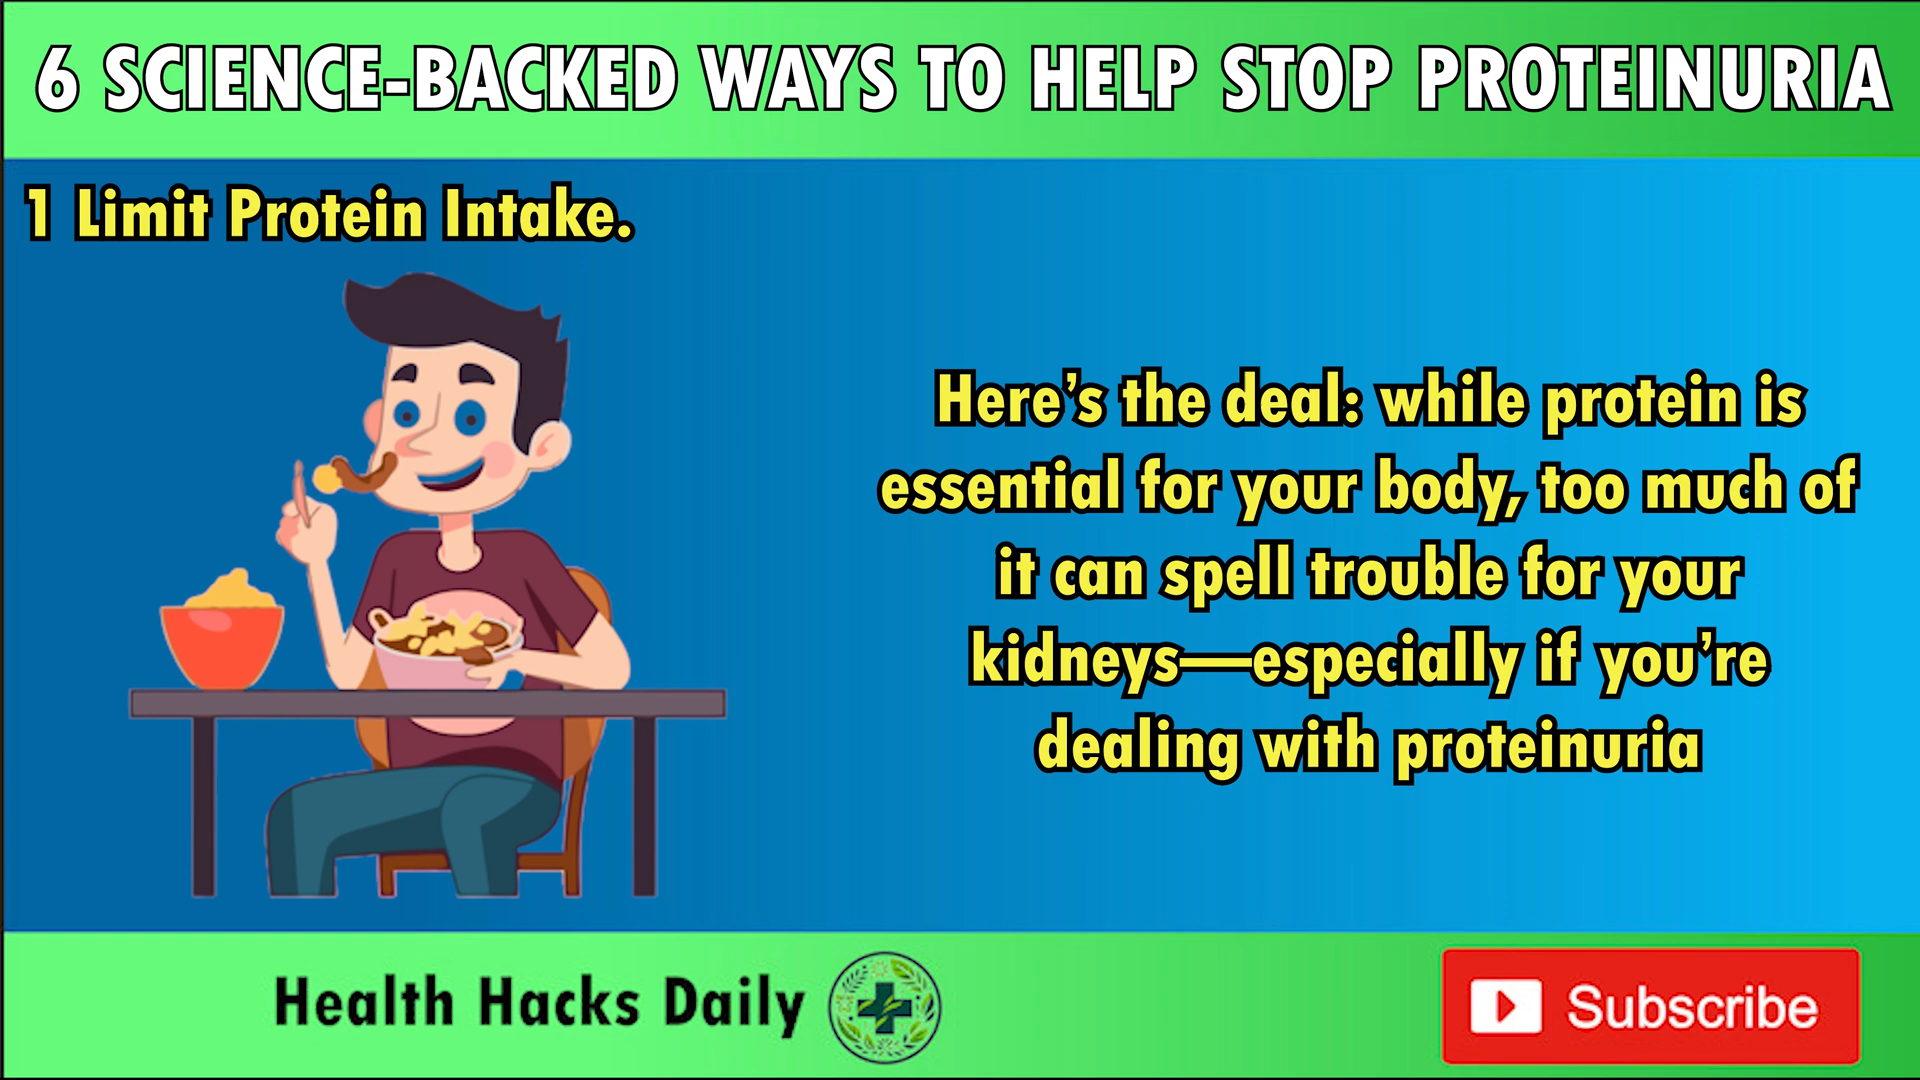 6 SCIENCE-BACKED WAYS TO HELP STOP PROTEINURIA
1 Limit Protein Intake.
Here’s the deal: while protein is
essential for your body, too much of
it can spell trouble for your
kidneys—especially if you’re
dealing with proteinuria
Health Hacks Daily
Subscribe